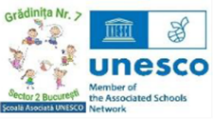 Grădinița Nr. 7
Sector 2 București
Școală Asociată UNESCO
unesco
Member of
the Associated Schools
Network